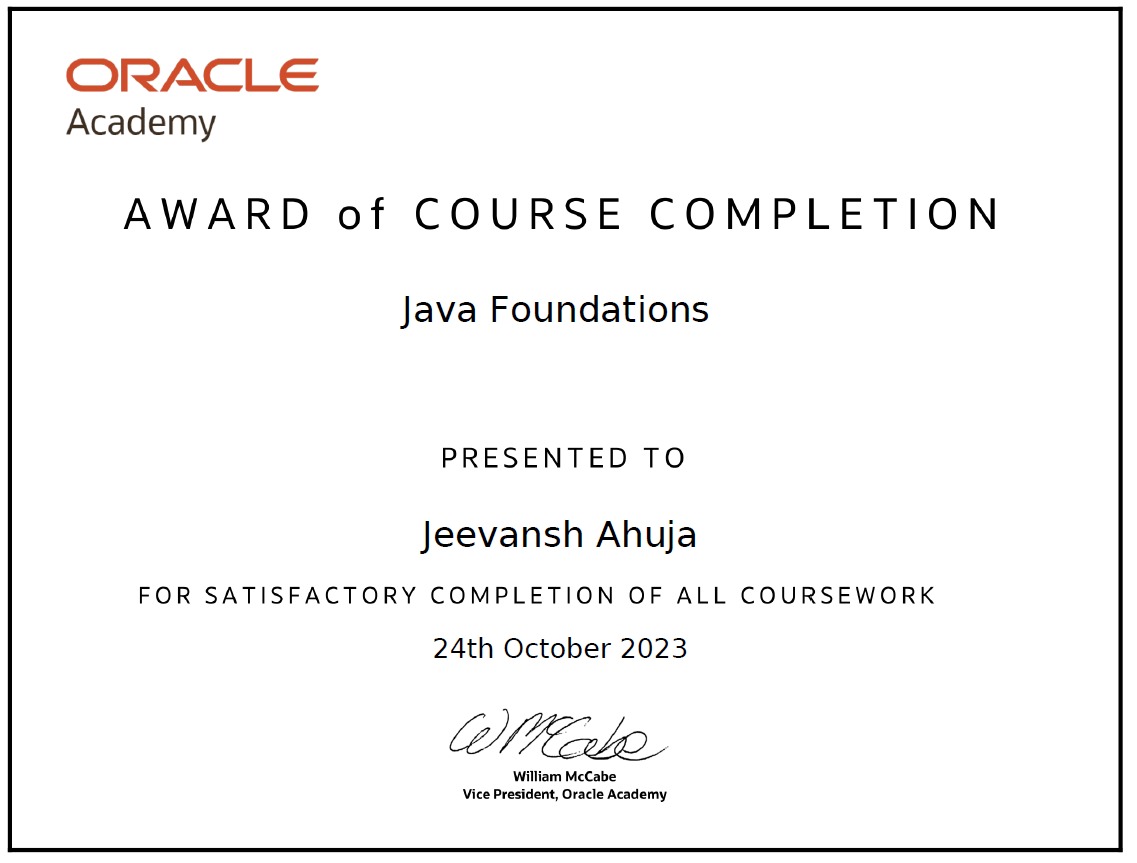 ORACLE
Academy
AWARD of COURSE COMPLETION
Java Foundations
PRESENTED TO
Jeevansh Ahuja
FOR SATISFACTORY COMPLETION OF ALL COURSEWORK
24th October 2023
W McCabe
William McCabe
Vice President, Oracle Academy